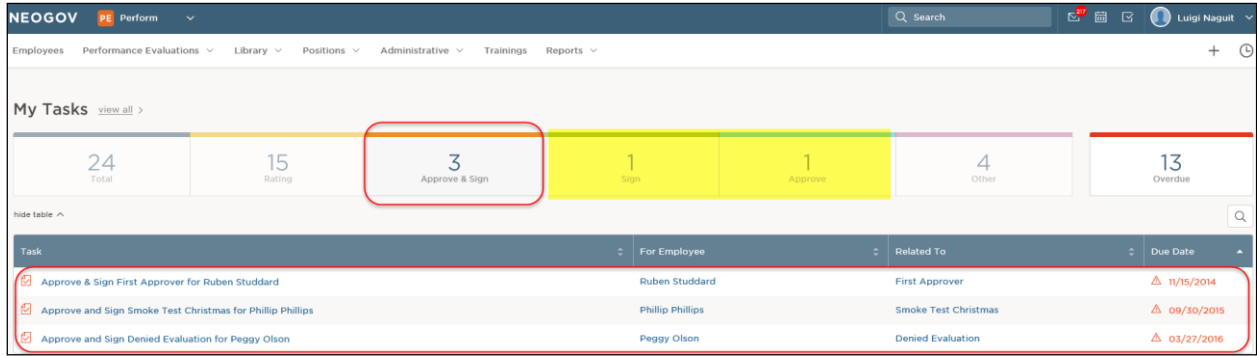 NEOGOV PE Perform Search 217 Luigi Naguit
Employees Performance Evaluations Library Positions Administrative Trainings Reports
My Tasks view all >
24 15 3 1 1 4 13
Total Rating Approve & Sign Sign Approve Other Overdue
hide table
Task For Employee Related To Due Date
Approve & Sign First Approver for Ruben Studdard Ruben Studdard First Approver 11/15/2014
Approve and Sign Smoke Test Christmas for Phillip Phillips Phillip Phillips Smoke Test Christmas 09/30/2015
Approve and Sign Denied Evaluation for Peggy Olson Peggy Olson Denied Evaluation 03/27/2016